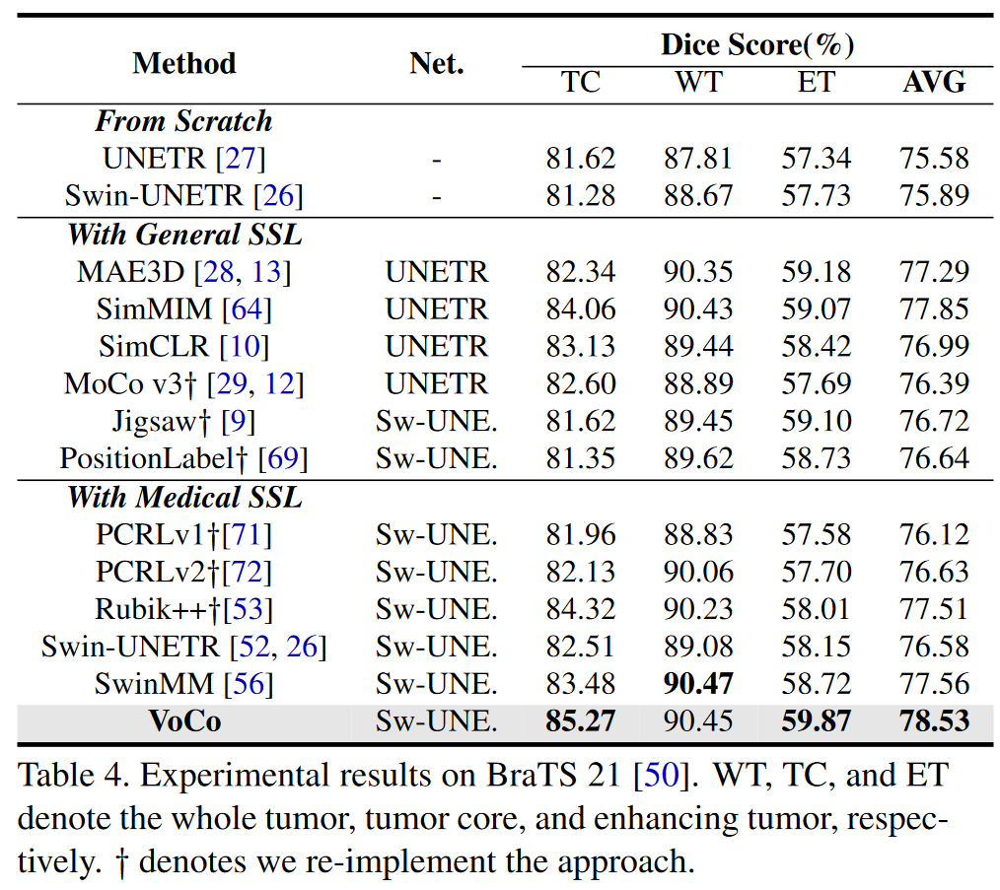 Method Net. Dice Score(%)
TC WT ET AVG
From Scratch
UNETR [27] - 81.62 87.81 57.34 75.58
Swin-UNETR [26] - 81.28 88.67 57.73 75.89
With General SSL
MAE3D [28, 13] UNETR 82.34 90.35 59.18 77.29
SimMIM [64] UNETR 84.06 90.43 59.07 77.85
SimCLR [10] UNETR 83.13 89.44 58.42 76.99
MoCo v3† [29, 12] UNETR 82.60 88.89 57.69 76.39
Jigsaw† [9] Sw-UNE. 81.62 89.45 59.10 76.72
PositionLabel† [69] Sw-UNE. 81.35 89.62 58.73 76.64
With Medical SSL
PCRLv1†[71] Sw-UNE. 81.96 88.83 57.58 76.12
PCRLv2†[72] Sw-UNE. 82.13 90.06 57.70 76.63
Rubik++†[53] Sw-UNE. 84.32 90.23 58.01 77.51
Swin-UNETR [52, 26] Sw-UNE. 82.51 89.08 58.15 76.58
SwinMM [56] Sw-UNE. 83.48 90.47 58.72 77.56
VoCo Sw-UNE. 85.27 90.45 59.87 78.53
Table 4. Experimental results on BraTS 21 [50]. WT, TC, and ET
denote the whole tumor, tumor core, and enhancing tumor, respec-
tively. † denotes we re-implement the approach.